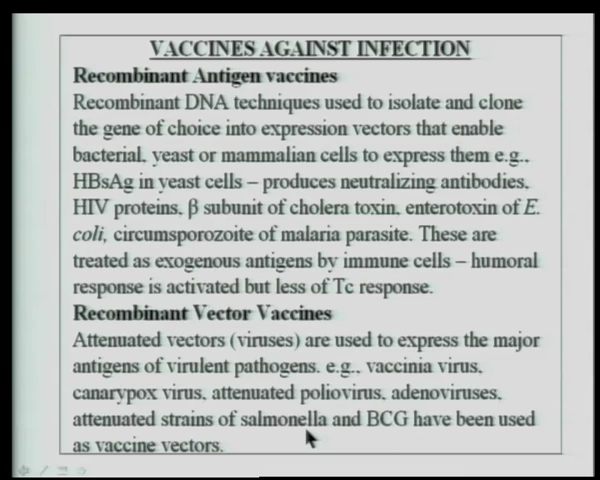 VACCINES AGAINST INFECTION
Recombinant Antigen vaccines
Recombinant DNA techniques used to isolate and clone
the gene of choice into expression vectors that enable
bacterial, yeast or mammalian cells to express them e.g.,
HBsAg in yeast cells – produces neutralizing antibodies,
HIV proteins, β subunit of cholera toxin, enterotoxin of E.
coli, circumsporozoite of malaria parasite. These are
treated as exogenous antigens by immune cells – humoral
response is activated but less of Tc response.
Recombinant Vector Vaccines
Attenuated vectors (viruses) are used to express the major
antigens of virulent pathogens. e.g., vaccinia virus,
canarypox virus, attenuated poliovirus, adenoviruses,
attenuated strains of salmonella and BCG have been used
as vaccine vectors.